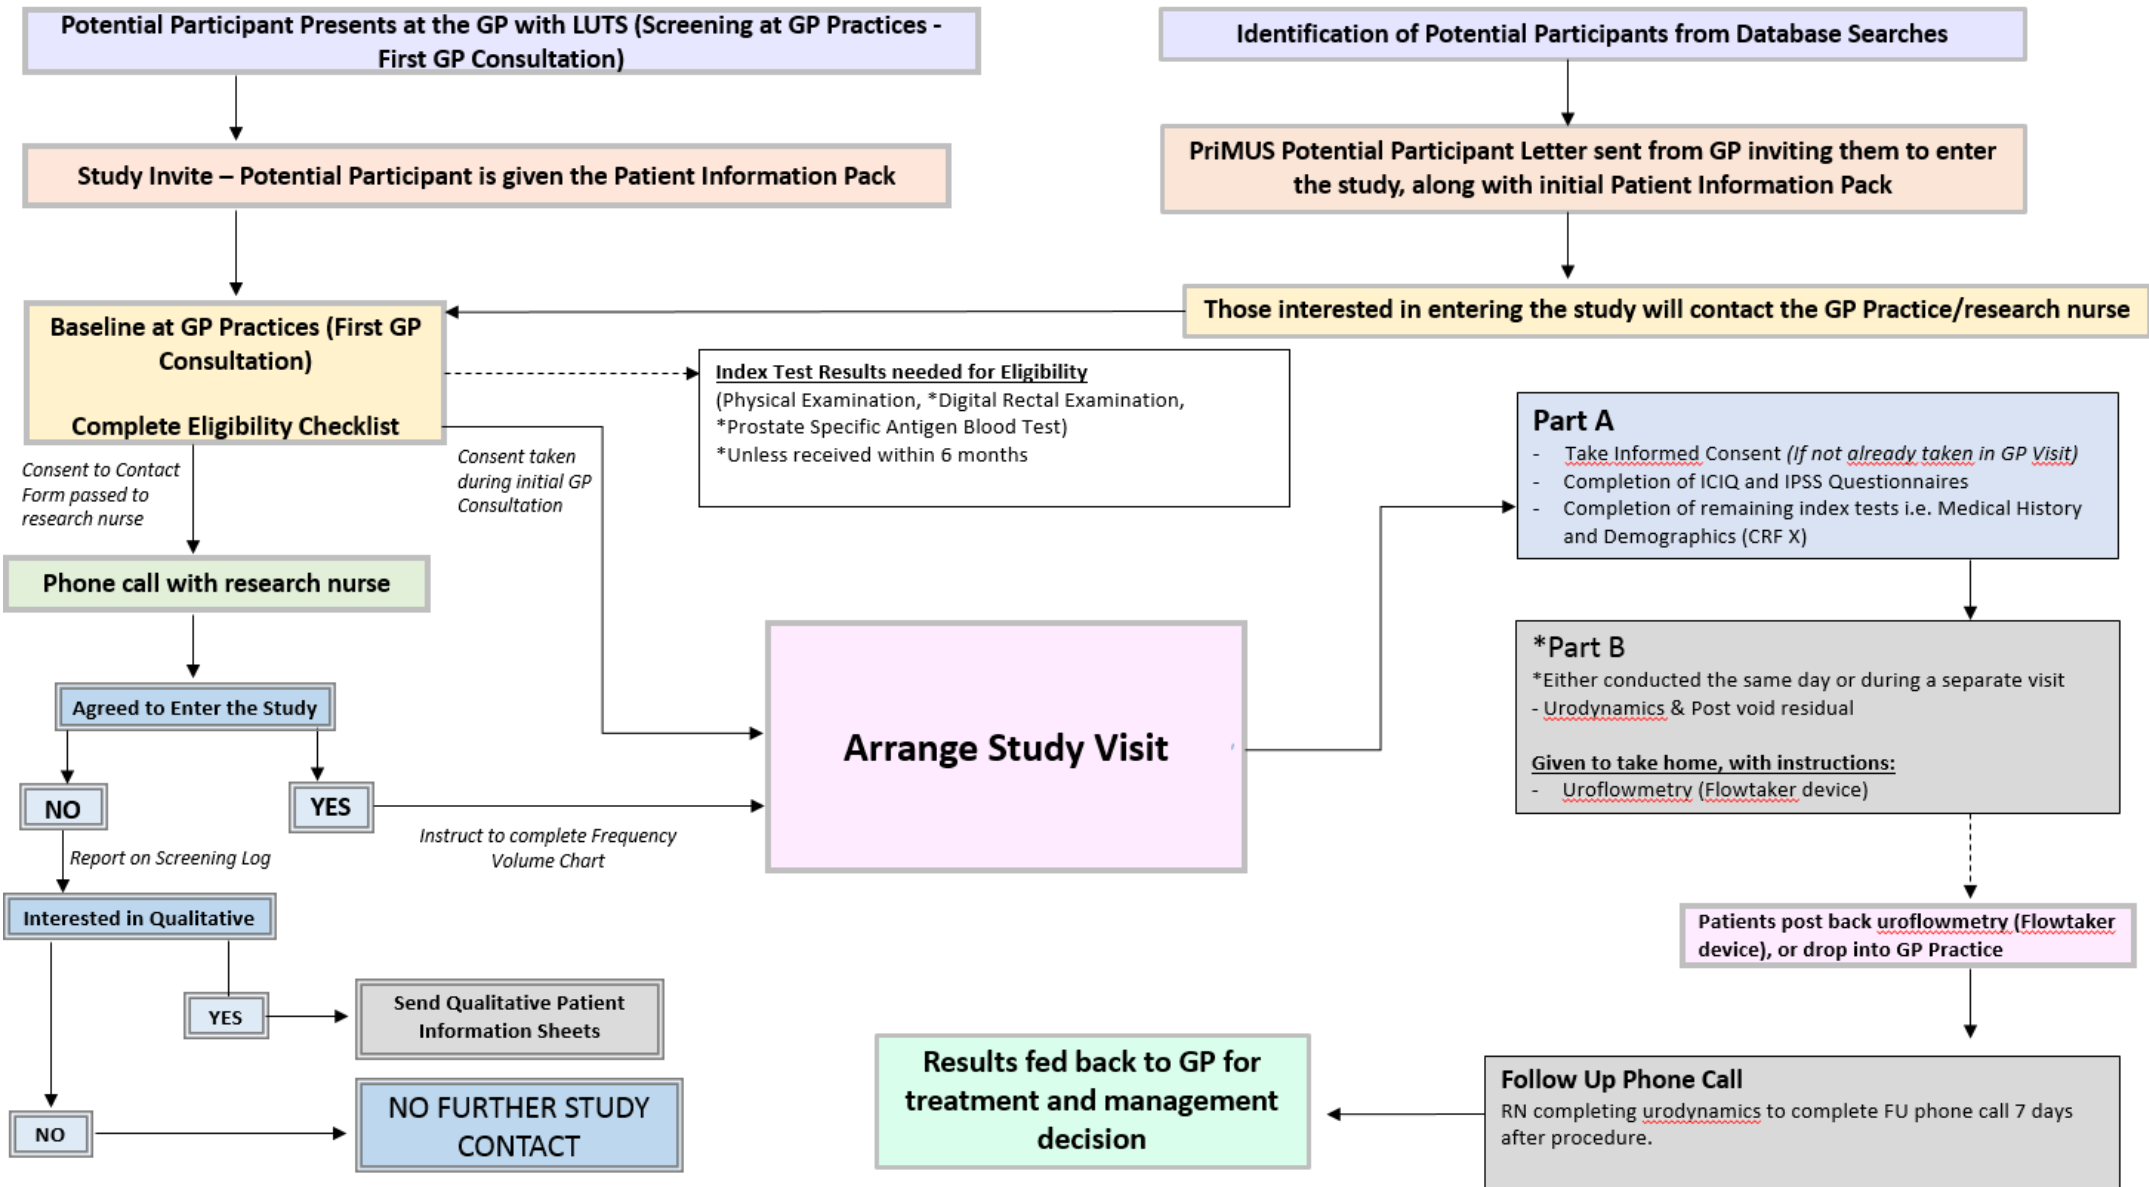 Potential Participant Presents at the GP with LUTS (Screening at GP Practices -
First GP Consultation)
Identification of Potential Participants from Database Searches
Study Invite – Potential Participant is given the Patient Information Pack
PriMUS Potential Participant Letter sent from GP inviting them to enter
the study, along with initial Patient Information Pack
Baseline at GP Practices (First GP
Consultation)
Complete Eligibility Checklist
Those interested in entering the study will contact the GP Practice/research nurse
Index Test Results needed for Eligibility
(Physical Examination, *Digital Rectal Examination,
*Prostate Specific Antigen Blood Test)
*Unless received within 6 months
Consent to Contact
Form passed to
research nurse
Consent taken
during initial GP
Consultation
Part A
- Take Informed Consent (If not already taken in GP Visit)
- Completion of ICIQ and IPSS Questionnaires
- Completion of remaining index tests i.e. Medical History
and Demographics (CRF X)
Phone call with research nurse
Agreed to Enter the Study
NO
YES
Instruct to complete Frequency
Volume Chart
Arrange Study Visit
*Part B
*Either conducted the same day or during a separate visit
- Urodynamics & Post void residual
Given to take home, with instructions:
- Uroflowmetry (Flowtaker device)
Report on Screening Log
Interested in Qualitative
YES
Send Qualitative Patient
Information Sheets
NO
NO FURTHER STUDY
CONTACT
Patients post back uroflowmetry (Flowtaker
device), or drop into GP Practice
Follow Up Phone Call
RN completing urodynamics to complete FU phone call 7 days
after procedure.
Results fed back to GP for
treatment and management
decision